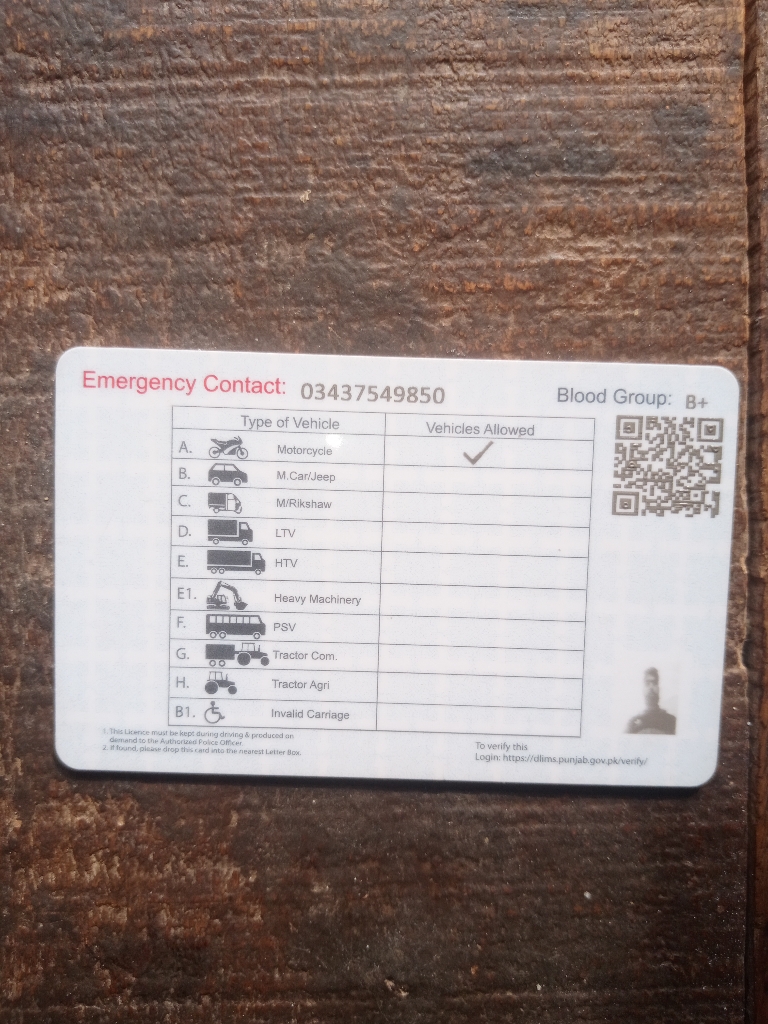 Emergency Contact: 03437549850 Blood Group: B+
Type of Vehicle Vehicles Allowed
A. Motorcycle ✓
B. M.Car/Jeep
C. M/Rikshaw
D. LTV
E. HTV
E1. Heavy Machinery
F. PSV
G. Tractor Com.
H. Tractor Agri
B1. Invalid Carriage
1. This Licence must be kept during driving & produced on
demand to the Authorized Police Officer.
2. If found, please drop this card into the nearest Letter Box.
To verify this
Login: https://dlims.punjab.gov.pk/verify/